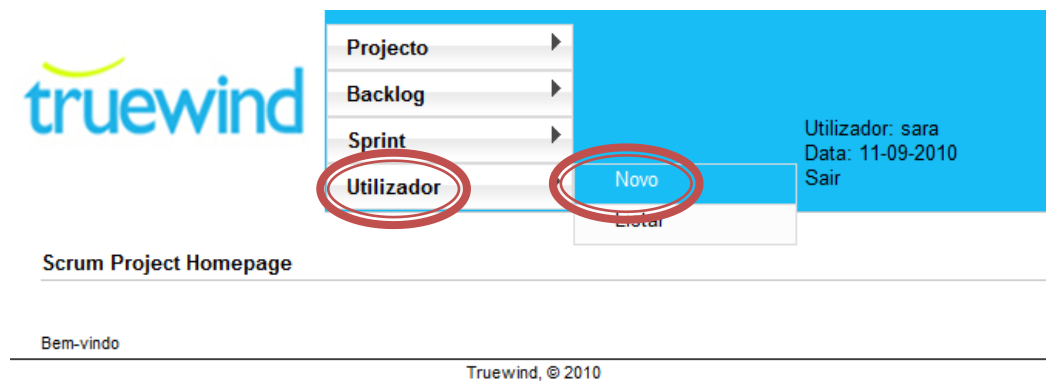 truewind
Projecto
Backlog
Sprint
Utilizador
Novo
Listar
Utilizador: sara
Data: 11-09-2010
Sair
Scrum Project Homepage
Bem-vindo
Truewind, © 2010